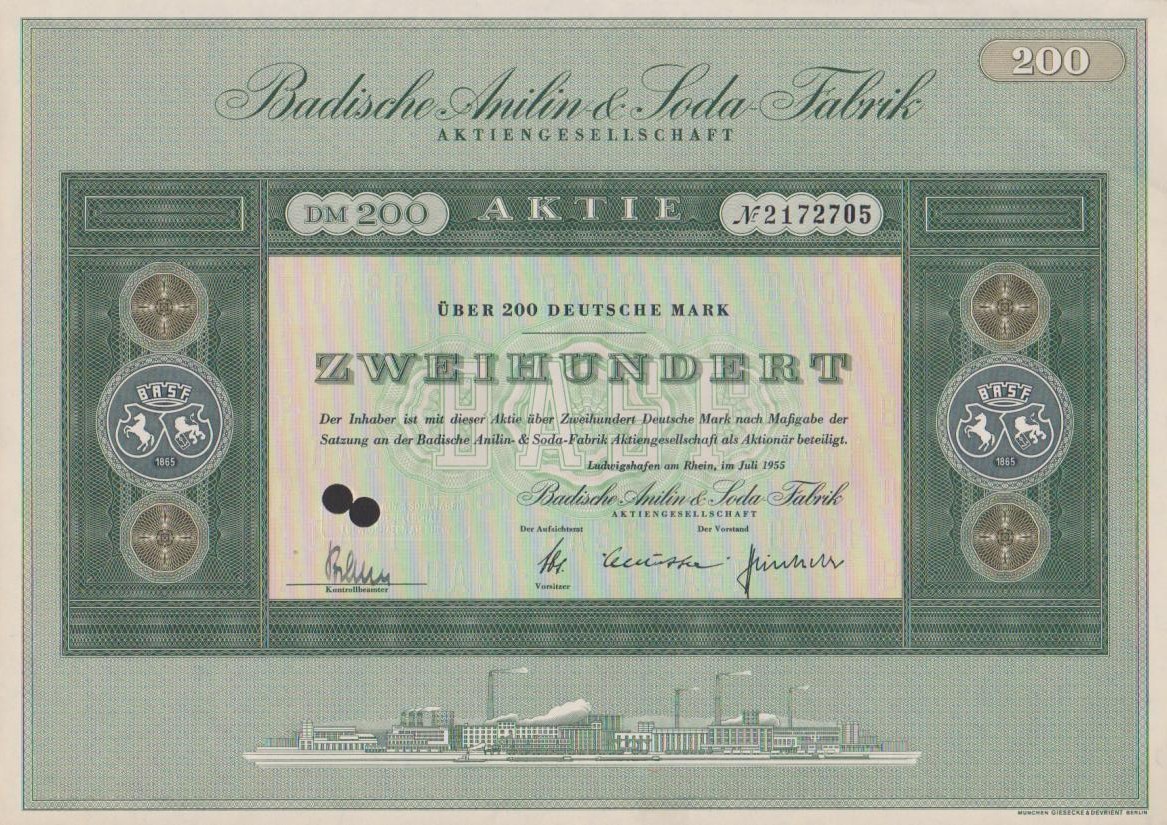 200
Badische Anilin- & Soda-Fabrik
AKTIENGESELLSCHAFT
DM 200 AKTIE № 2172705
ÜBER 200 DEUTSCHE MARK
ZWEIHUNDERT
BASF
1865
BASF
1865
BASF
Der Inhaber ist mit dieser Aktie über Zweihundert Deutsche Mark nach Maßgabe der
Satzung an der Badische Anilin- & Soda-Fabrik Aktiengesellschaft als Aktionär beteiligt.
Ludwigshafen am Rhein, im Juli 1955
Badische Anilin- & Soda-Fabrik
AKTIENGESELLSCHAFT
Der Aufsichtsrat Der Vorstand
Kontrollbeamter
Vorsitzer
MÜNCHEN GIESECKE & DEVRIENT BERLIN